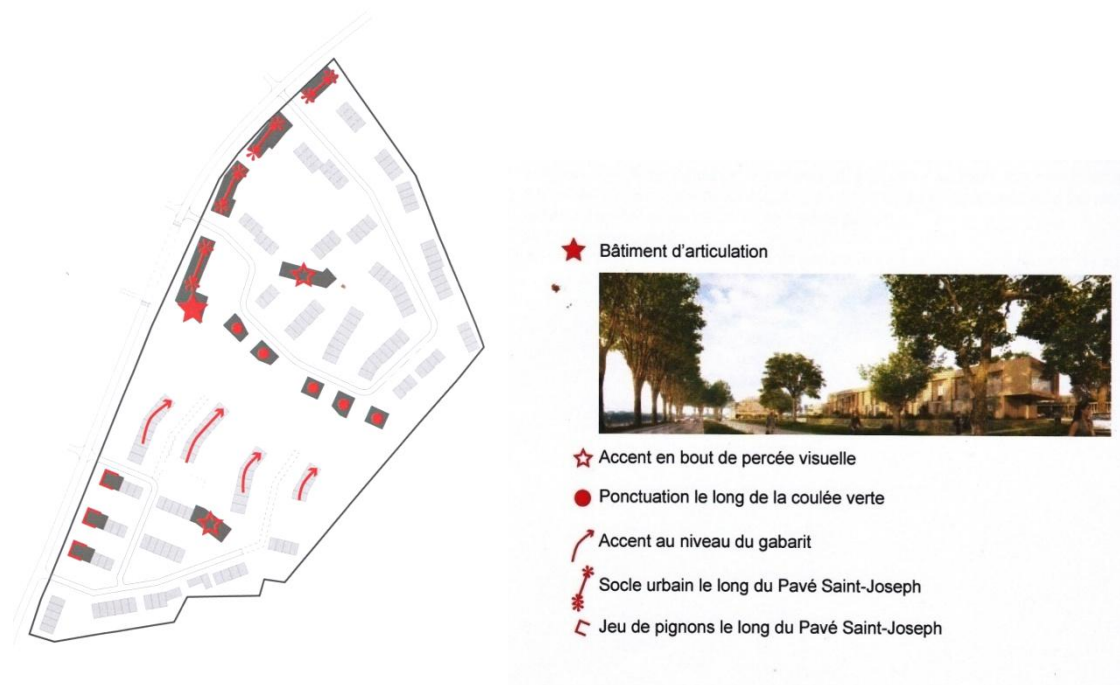 Bâtiment d'articulation
Accent en bout de percée visuelle
Ponctuation le long de la coulée verte
Accent au niveau du gabarit
Socle urbain le long du Pavé Saint-Joseph
Jeu de pignons le long du Pavé Saint-Joseph